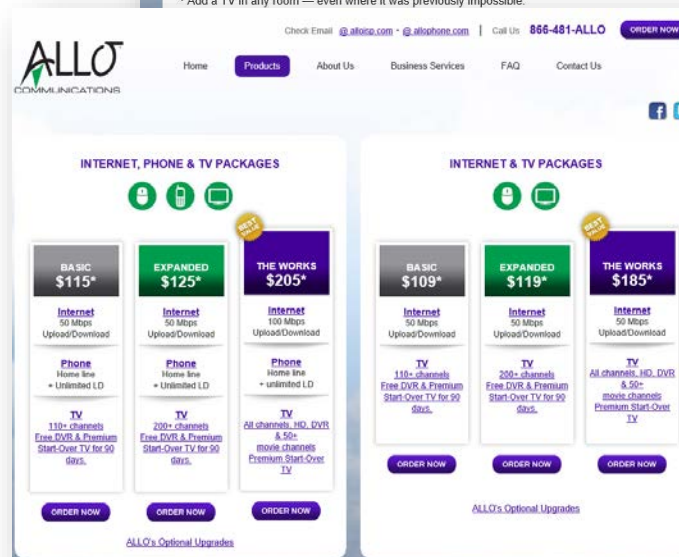 * Add a TV in any room — even where it was previously impossible.
Check Email @alloisp.com • @allophone.com | Call Us 866-481-ALLO ORDER NOW
ALLO
COMMUNICATIONS
Home Products About Us Business Services FAQ Contact Us
INTERNET, PHONE & TV PACKAGES
BEST VALUE
BASIC
$115*
Internet
50 Mbps
Upload/Download
Phone
Home line
+ Unlimited LD
TV
110+ channels
Free DVR & Premium
Start-Over TV for 90
days.
ORDER NOW
EXPANDED
$125*
Internet
50 Mbps
Upload/Download
Phone
Home line
+ Unlimited LD
TV
200+ channels
Free DVR & Premium
Start-Over TV for 90
days.
ORDER NOW
THE WORKS
$205*
Internet
100 Mbps
Upload/Download
Phone
Home line
+ unlimited LD
TV
All channels, HD, DVR
& 50+
movie channels
Premium Start-Over
TV
ORDER NOW
ALLO's Optional Upgrades
INTERNET & TV PACKAGES
BEST VALUE
BASIC
$109*
Internet
50 Mbps
Upload/Download
TV
110+ channels
Free DVR & Premium
Start-Over TV for 90
days.
ORDER NOW
EXPANDED
$119*
Internet
50 Mbps
Upload/Download
TV
200+ channels
Free DVR & Premium
Start-Over TV for 90
days.
ORDER NOW
THE WORKS
$185*
Internet
50 Mbps
Upload/Download
TV
All channels, HD, DVR
& 50+
movie channels
Premium Start-Over
TV
ORDER NOW
ALLO's Optional Upgrades